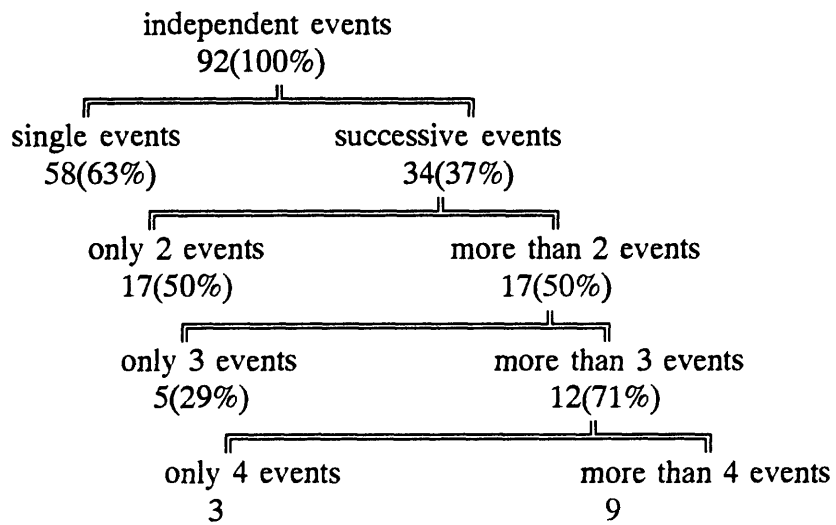 independent events
92(100%)
single events successive events
58(63%) 34(37%)
only 2 events more than 2 events
17(50%) 17(50%)
only 3 events more than 3 events
5(29%) 12(71%)
only 4 events more than 4 events
3 9